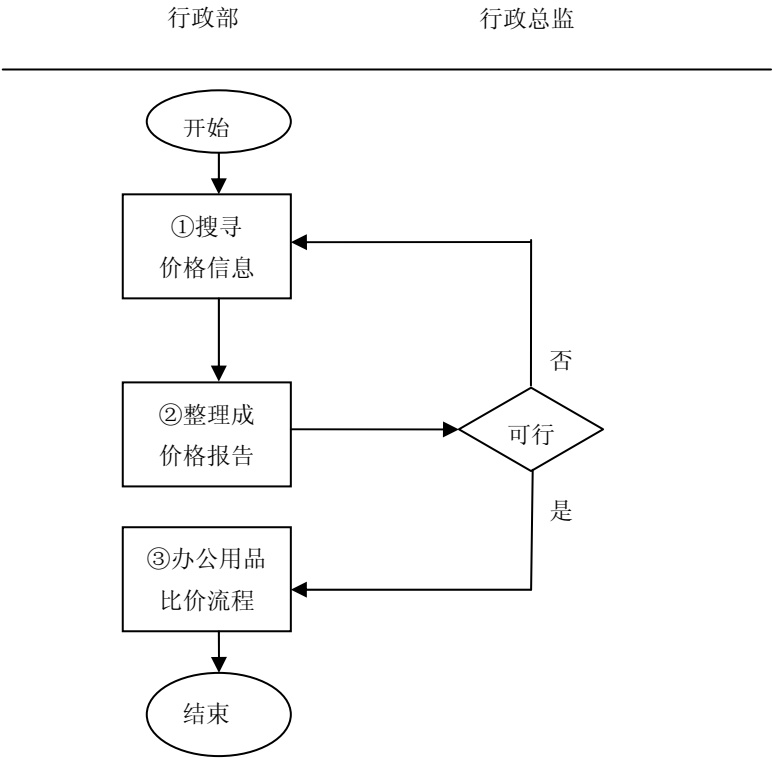 行政部
行政总监
开始
①搜寻
价格信息
否
②整理成
价格报告
可行
是
③办公用品
比价流程
结束